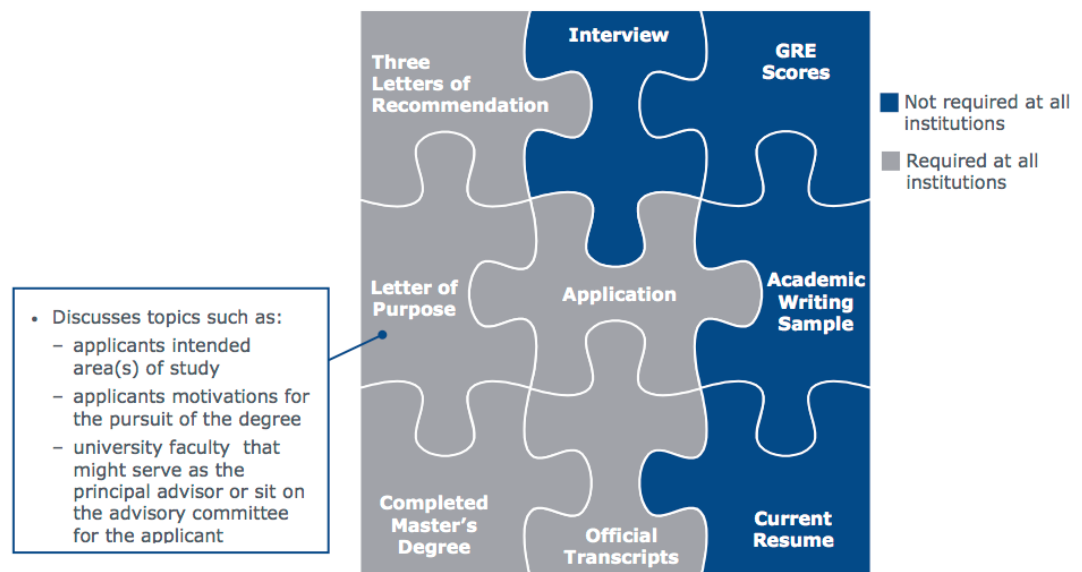 Interview
GRE
Scores
Three
Letters of
Recommendation
Not required at all
institutions
Required at all
institutions
Letter of
Purpose
Application
Academic
Writing
Sample
• Discusses topics such as:
– applicants intended
area(s) of study
– applicants motivations for
the pursuit of the degree
– university faculty that
might serve as the
principal advisor or sit on
the advisory committee
for the applicant
Completed
Master's
Degree
Official
Transcripts
Current
Resume